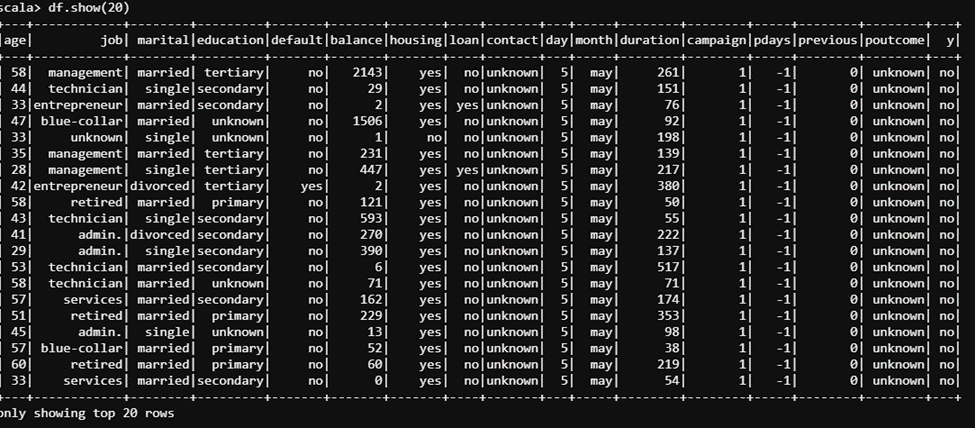 scala> df.show(20)
+---+------------+--------+---------+-------+-------+-------+----+-------+---+-----+--------+--------+-----+--------+--------+---+
|age| job| marital|education|default|balance|housing|loan|contact|day|month|duration|campaign|pdays|previous|poutcome| y|
+---+------------+--------+---------+-------+-------+-------+----+-------+---+-----+--------+--------+-----+--------+--------+---+
| 58| management| married| tertiary| no| 2143| yes| no|unknown| 5| may| 261| 1| -1| 0| unknown| no|
| 44| technician| single|secondary| no| 29| yes| no|unknown| 5| may| 151| 1| -1| 0| unknown| no|
| 33|entrepreneur| married|secondary| no| 2| yes| yes|unknown| 5| may| 76| 1| -1| 0| unknown| no|
| 47| blue-collar| married| unknown| no| 1506| yes| no|unknown| 5| may| 92| 1| -1| 0| unknown| no|
| 33| unknown| single| unknown| no| 1| no| no|unknown| 5| may| 198| 1| -1| 0| unknown| no|
| 35| management| married| tertiary| no| 231| yes| no|unknown| 5| may| 139| 1| -1| 0| unknown| no|
| 28| management| single| tertiary| no| 447| yes| yes|unknown| 5| may| 217| 1| -1| 0| unknown| no|
| 42|entrepreneur|divorced| tertiary| yes| 2| yes| no|unknown| 5| may| 380| 1| -1| 0| unknown| no|
| 58| retired| married| primary| no| 121| yes| no|unknown| 5| may| 50| 1| -1| 0| unknown| no|
| 43| technician| single|secondary| no| 593| yes| no|unknown| 5| may| 55| 1| -1| 0| unknown| no|
| 41| admin.|divorced|secondary| no| 270| yes| no|unknown| 5| may| 222| 1| -1| 0| unknown| no|
| 29| admin.| single|secondary| no| 390| yes| no|unknown| 5| may| 137| 1| -1| 0| unknown| no|
| 53| technician| married|secondary| no| 6| yes| no|unknown| 5| may| 517| 1| -1| 0| unknown| no|
| 58| technician| married| unknown| no| 71| yes| no|unknown| 5| may| 71| 1| -1| 0| unknown| no|
| 57| services| married|secondary| no| 162| yes| no|unknown| 5| may| 174| 1| -1| 0| unknown| no|
| 51| retired| married| primary| no| 229| yes| no|unknown| 5| may| 353| 1| -1| 0| unknown| no|
| 45| admin.| single| unknown| no| 13| yes| no|unknown| 5| may| 98| 1| -1| 0| unknown| no|
| 57| blue-collar| married| primary| no| 52| yes| no|unknown| 5| may| 38| 1| -1| 0| unknown| no|
| 60| retired| married| primary| no| 60| yes| no|unknown| 5| may| 219| 1| -1| 0| unknown| no|
| 33| services| married|secondary| no| 0| yes| no|unknown| 5| may| 54| 1| -1| 0| unknown| no|
+---+------------+--------+---------+-------+-------+-------+----+-------+---+-----+--------+--------+-----+--------+--------+---+
only showing top 20 rows